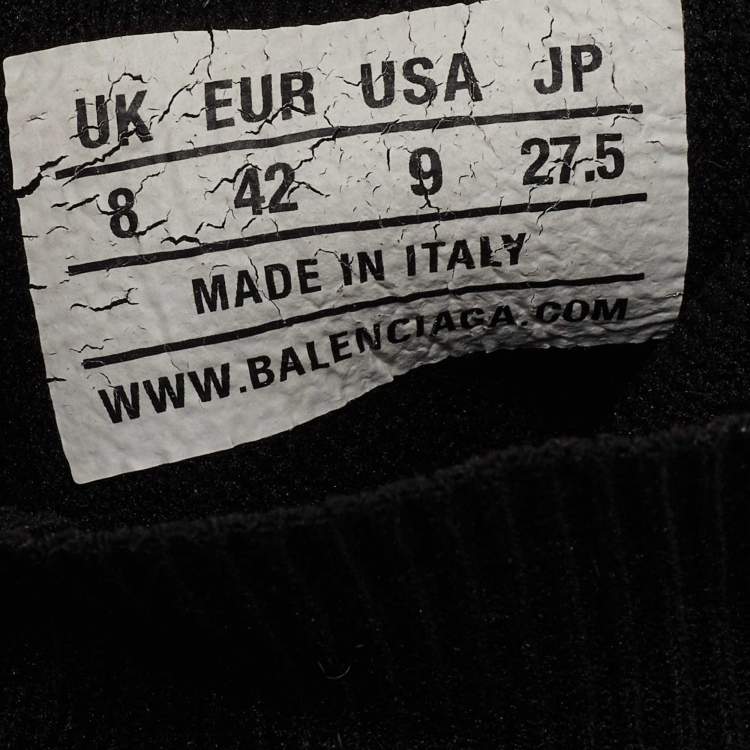 UK EUR USA JP
8 42 9 27.5
MADE IN ITALY
WWW.BALENCIAGA.COM